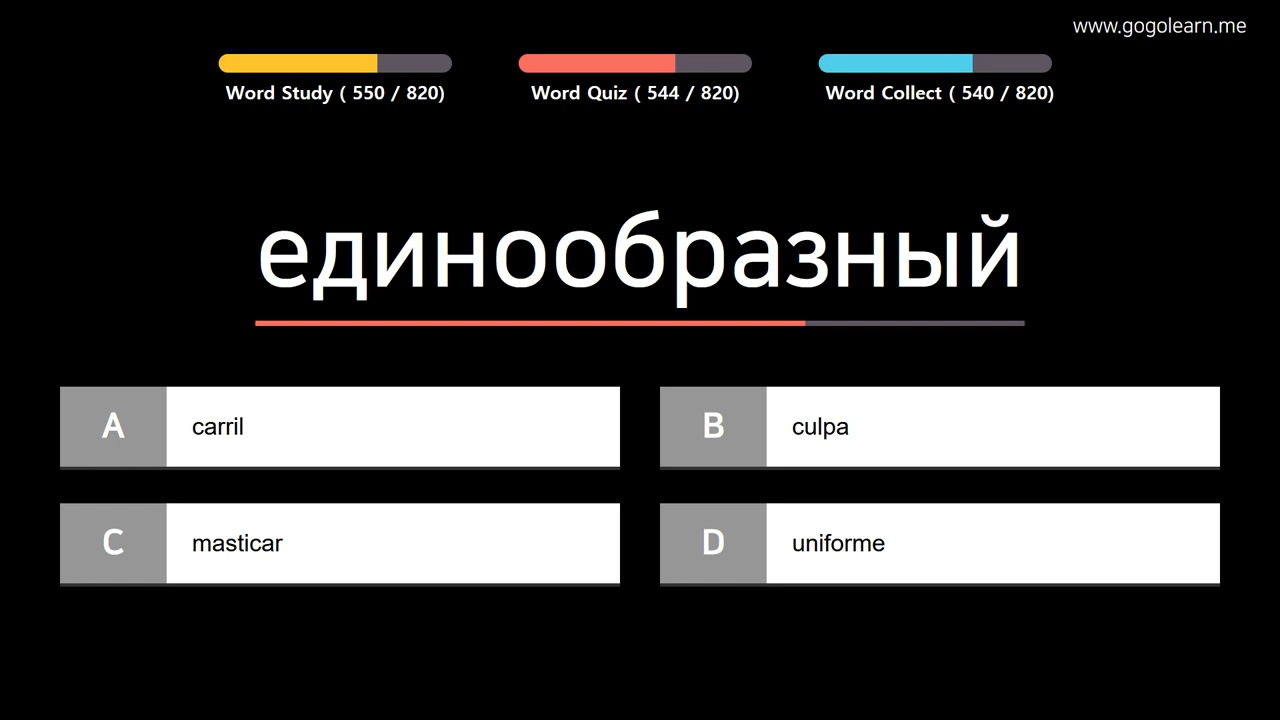 www.gogolearn.me
Word Study ( 550 / 820)
Word Quiz ( 544 / 820)
Word Collect ( 540 / 820)
единообразный
A carril
B culpa
C masticar
D uniforme